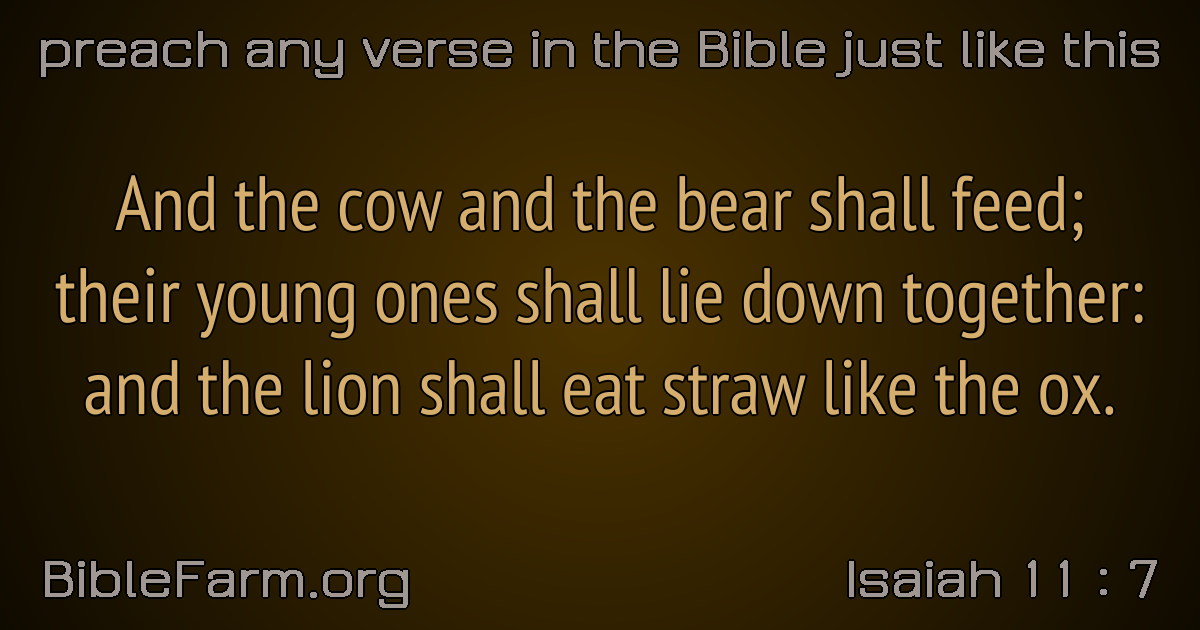 preach any verse in the Bible just like this
And the cow and the bear shall feed;
their young ones shall lie down together:
and the lion shall eat straw like the ox.
BibleFarm.org
Isaiah 11 : 7